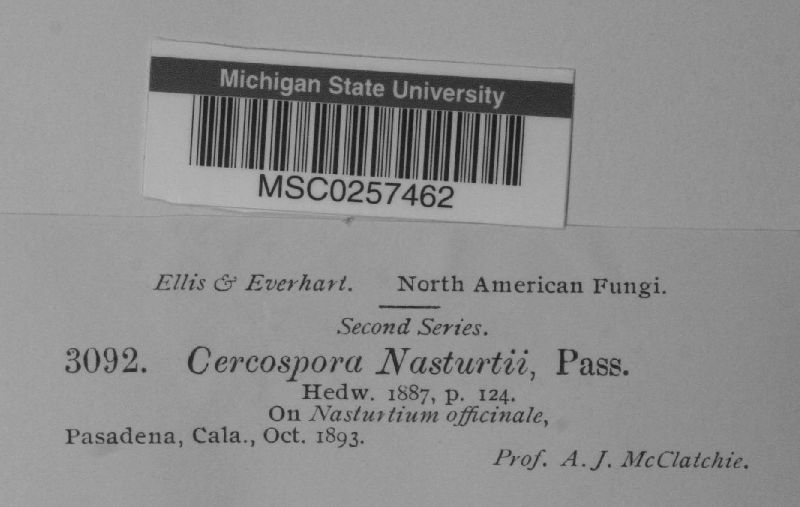 Michigan State University
MSC0257462
Ellis & Everhart. North American Fungi.
Second Series.
3092. Cercospora Nasturtii, Pass.
Hedw. 1887, p. 124.
On Nasturtium officinale,
Pasadena, Cala., Oct. 1893.
Prof. A. J. McClatchie.